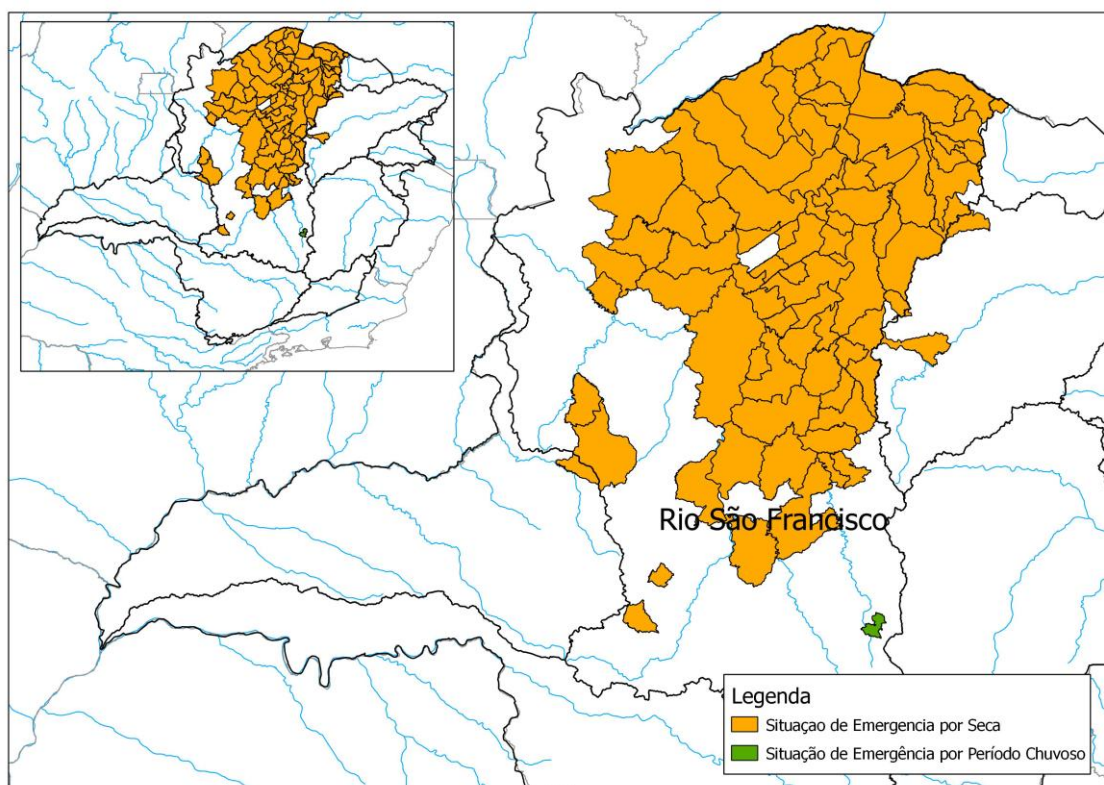 Rio São Francisco
Legenda
Situaçao de Emergencia por Seca
Situação de Emergência por Período Chuvoso